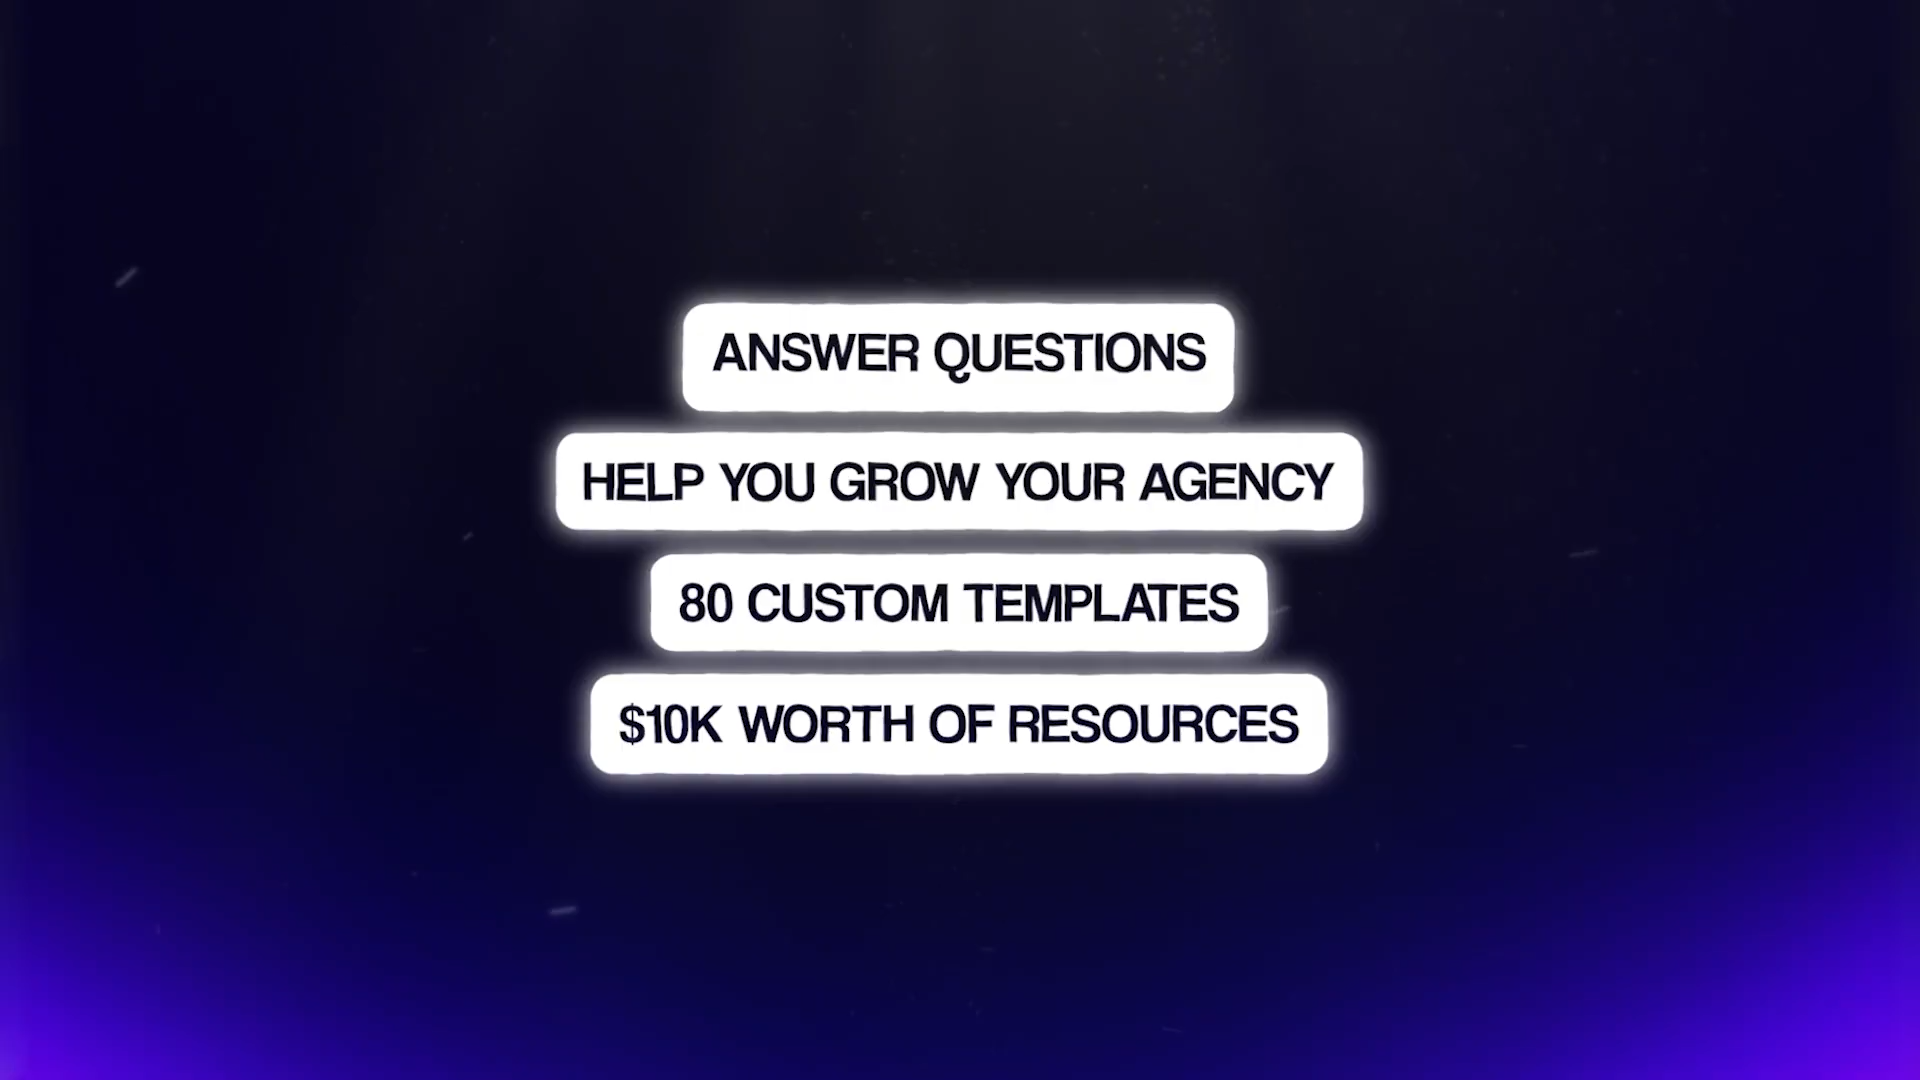 ANSWER QUESTIONS
HELP YOU GROW YOUR AGENCY
80 CUSTOM TEMPLATES
$10K WORTH OF RESOURCES